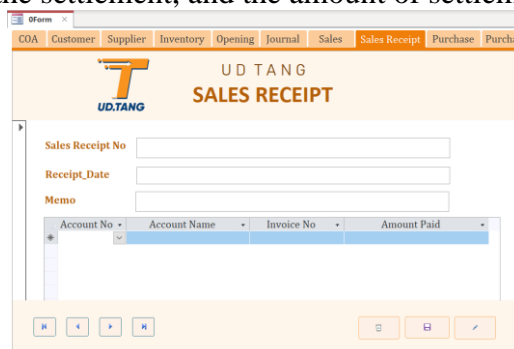 the settlement, and the amount of settlem
0Form ×
COA Customer Supplier Inventory Opening Journal Sales Sales Receipt Purchase Purcha
UD TANG
SALES RECEIPT
UD.TANG
Sales Receipt No
Receipt_Date
Memo
Account No Account Name Invoice No Amount Paid